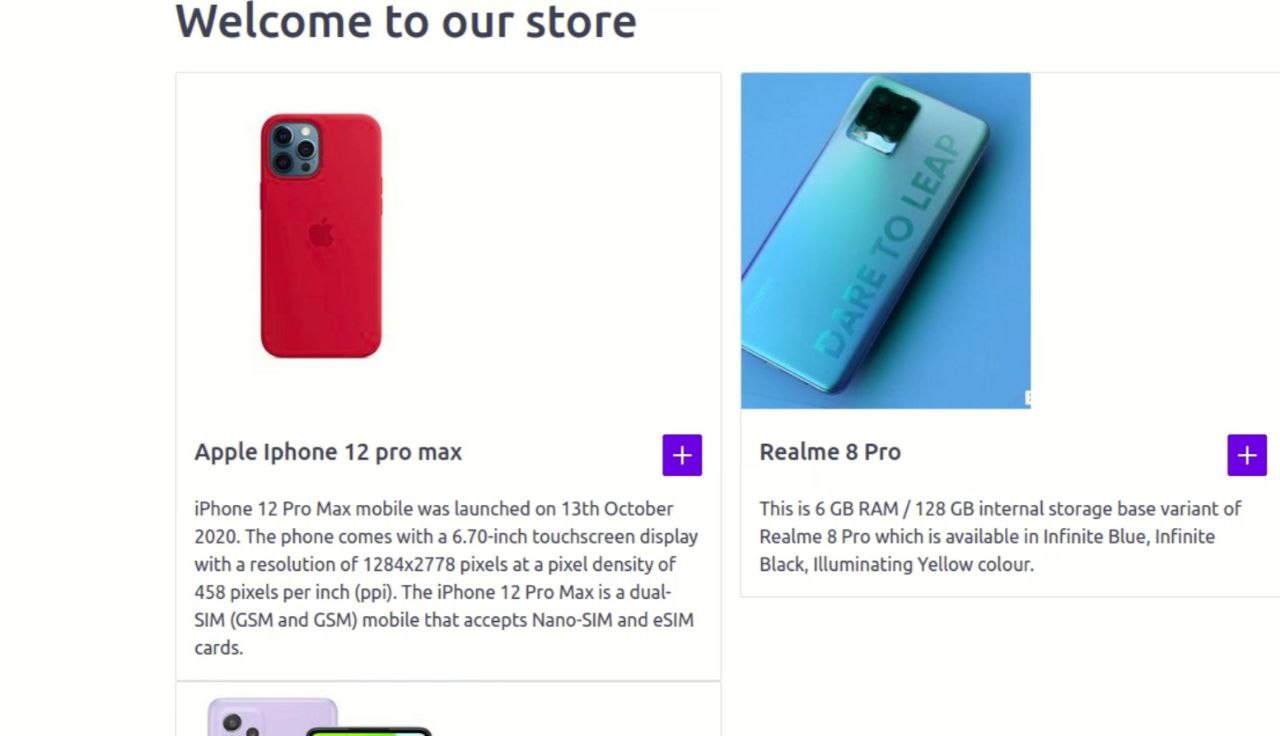 Welcome to our store
DARE TO LEAP
Apple Iphone 12 pro max
+
iPhone 12 Pro Max mobile was launched on 13th October
2020. The phone comes with a 6.70-inch touchscreen display
with a resolution of 1284x2778 pixels at a pixel density of
458 pixels per inch (ppi). The iPhone 12 Pro Max is a dual-
SIM (GSM and GSM) mobile that accepts Nano-SIM and eSIM
cards.
Realme 8 Pro
+
This is 6 GB RAM / 128 GB internal storage base variant of
Realme 8 Pro which is available in Infinite Blue, Infinite
Black, Illuminating Yellow colour.